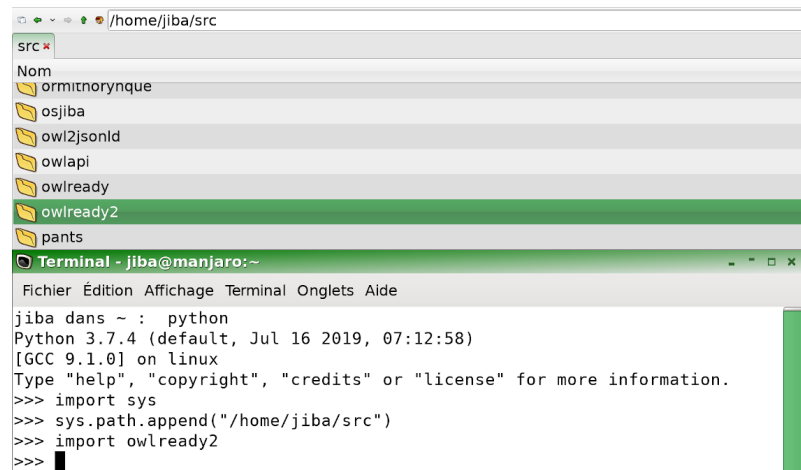 /home/jiba/src
src
Nom
ormithorynque
osjiba
owl2jsonld
owlapi
owlready
owlready2
pants
Terminal - jiba@manjaro:~
Fichier Édition Affichage Terminal Onglets Aide
jiba dans ~ :  python
Python 3.7.4 (default, Jul 16 2019, 07:12:58)
[GCC 9.1.0] on linux
Type "help", "copyright", "credits" or "license" for more information.
>>> import sys
>>> sys.path.append("/home/jiba/src")
>>> import owlready2
>>>